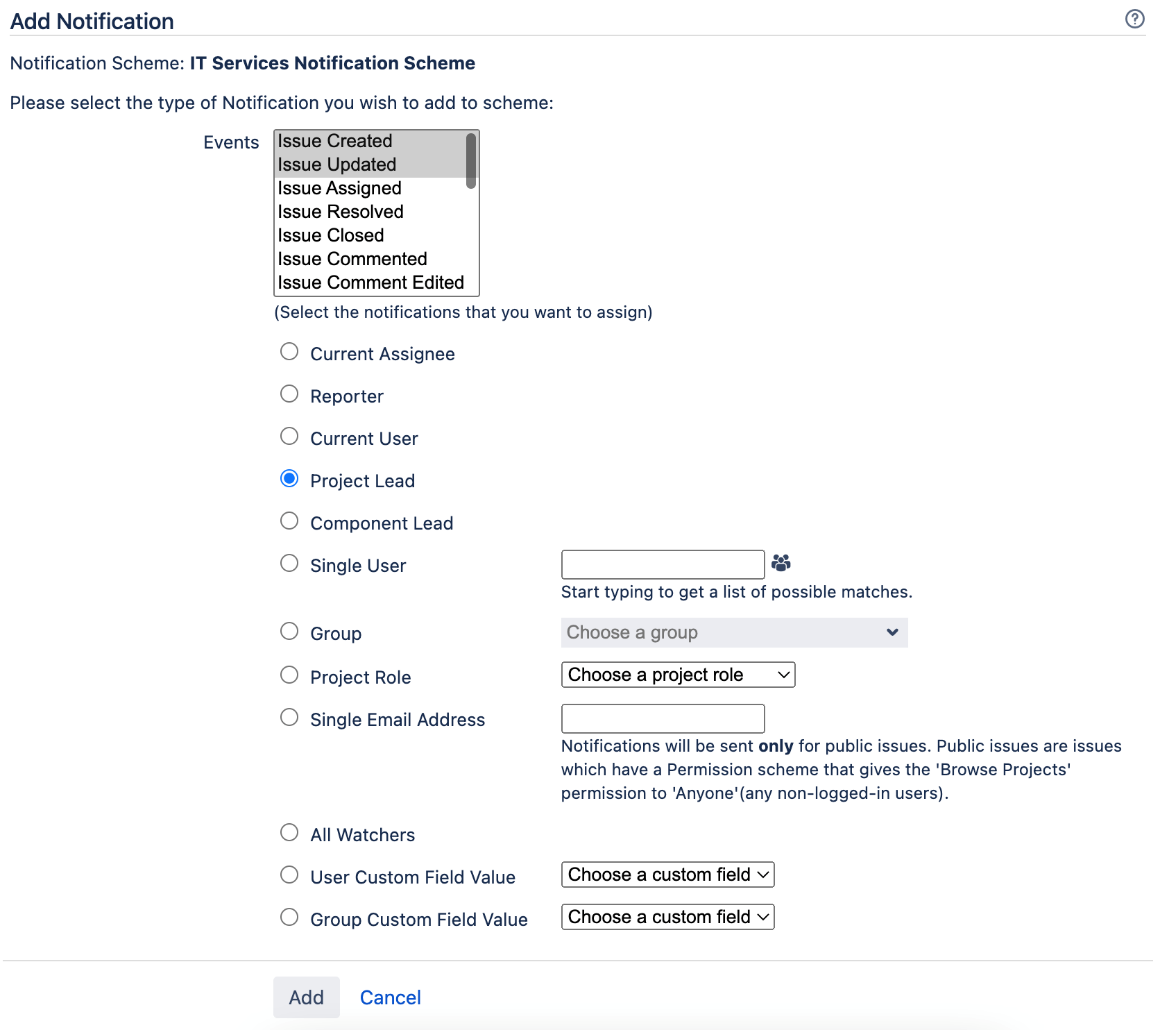 Add Notification
Notification Scheme: IT Services Notification Scheme
Please select the type of Notification you wish to add to scheme:
Events
Issue Created
Issue Updated
Issue Assigned
Issue Resolved
Issue Closed
Issue Commented
Issue Comment Edited
(Select the notifications that you want to assign)
Current Assignee
Reporter
Current User
Project Lead
Component Lead
Single User
Start typing to get a list of possible matches.
Group
Choose a group
Project Role
Choose a project role
Single Email Address
Notifications will be sent only for public issues. Public issues are issues
which have a Permission scheme that gives the 'Browse Projects'
permission to 'Anyone'(any non-logged-in users).
All Watchers
User Custom Field Value
Choose a custom field
Group Custom Field Value
Choose a custom field
Add
Cancel